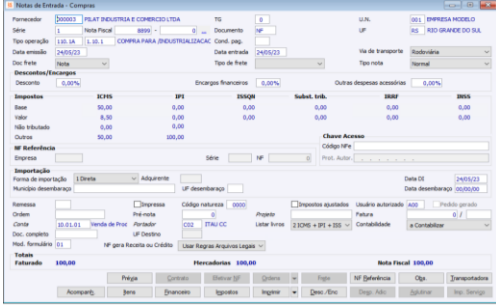 Notas de Entrada - Compras
Fornecedor 000003 FILAT INDUSTRIA E COMERCIO LTDA TG 0 U.N. 001 EMPRESA MODELO
Série 1 Nota Fiscal 8899 - 0 ... Documento NF UF RS RIO GRANDE DO SUL
Tipo operação 110.1A 1.10.1 COMPRA PARA /INDUSTRIALIZACAC Cond. pag.
Data emissão 24/05/23 Data entrada 24/05/23 Via de transporte Rodoviária
Doc frete Nota Tipo de frete Tipo nota Normal
Descontos/Encargos
Desconto 0,00% Encargos financeiros 0,00% Outras despesas acessórias 0,00%
Impostos ICMS IPI ISSQN Subst. trib. IRRF INSS
Base 50,00 0,00 0,00 0,00 0,00 0,00
Valor 8,50 0,00 0,00 0,00 0,00 0,00
Não tributado 0,00 0,00
Outros 50,00 100,00 Chave Acesso
NF Referência Código NFe
Empresa Série NF 0 Prot. Autor.
Importação
Forma de importação 1 Direta Adquirente Data DI 24/05/23
Município desembaraço UF desembaraço Data desembaraço 00/00/00
Remessa Impressa Código natureza 0000 Impostos ajustados Usuário autorizado A00 Pedido gerado
Ordem Pré-nota 0 Projeto Fatura 0 /
Conta 10.01.01 Venda de Proc Portador C02 ITAU CC Listar livros 2 ICMS + IPI + ISS Contabilidade a Contabilizar
Doc. completo UF Destino
Mod. formulário 01 NF gera Receita ou Crédito Usar Regras Arquivos Legais
Totais
Faturado 100,00 Mercadorias 100,00 Nota Fiscal 100,00
Prévia Contrato Efetivar NF Ordens Frete NF Referência Obs. Transportadora
Acompanh. Itens Financeiro Impostos Imprimir Desc./Enc Desp. Adic Aglutinar Imp. Serviço